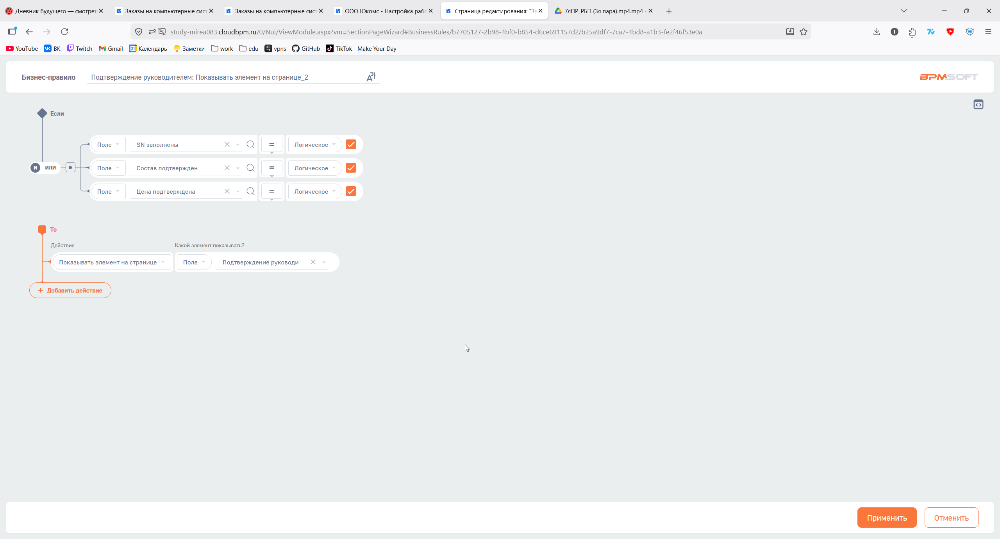 Дневник будущего — смотрет
Заказы на компьютерные сист
Заказы на компьютерные сист
ООО Юкомс - Настройка рабо
Страница редактирования: "За
7яПР_РБП (3я пара).mp4.mp4 -
study-mirea083.cloudbpm.ru/0/Nui/ViewModule.aspx?vm=SectionPageWizard#BusinessRules/b7705127-2b98-4bf0-b854-d6ce691157d2/b25a9df7-7ca7-4bd8-a1b3-fe2f46f53e0a
YouTube
ВК
Twitch
Gmail
31 Календарь
Заметки
work
edu
vpns
GitHub
TikTok - Make Your Day
Бизнес-правило
Подтверждение руководителем: Показывать элемент на странице_2
BPMSOFT
Если
Поле SN заполнены = Логическое
И ИЛИ
Поле Состав подтвержден = Логическое
Поле Цена подтверждена = Логическое
То
Действие
Какой элемент показывать?
Показывать элемент на странице
Поле Подтверждение руководи
+ Добавить действие
Применить
Отменить